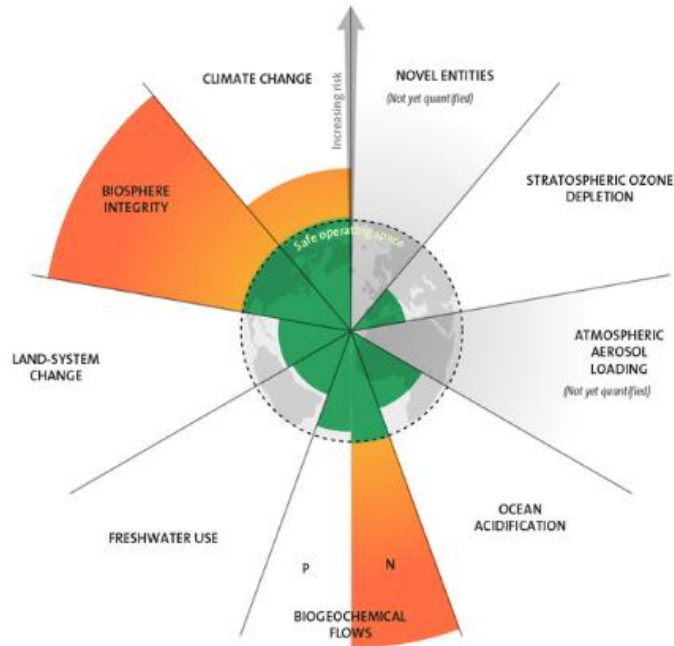 CLIMATE CHANGE
Increasing risk
NOVEL ENTITIES
(Not yet quantified)
STRATOSPHERIC OZONE
DEPLETION
BIOSPHERE
INTEGRITY
Safe operating space
ATMOSPHERIC
AEROSOL
LOADING
(Not yet quantified)
LAND-SYSTEM
CHANGE
OCEAN
ACIDIFICATION
FRESHWATER USE
P
N
BIOGEOCHEMICAL
FLOWS